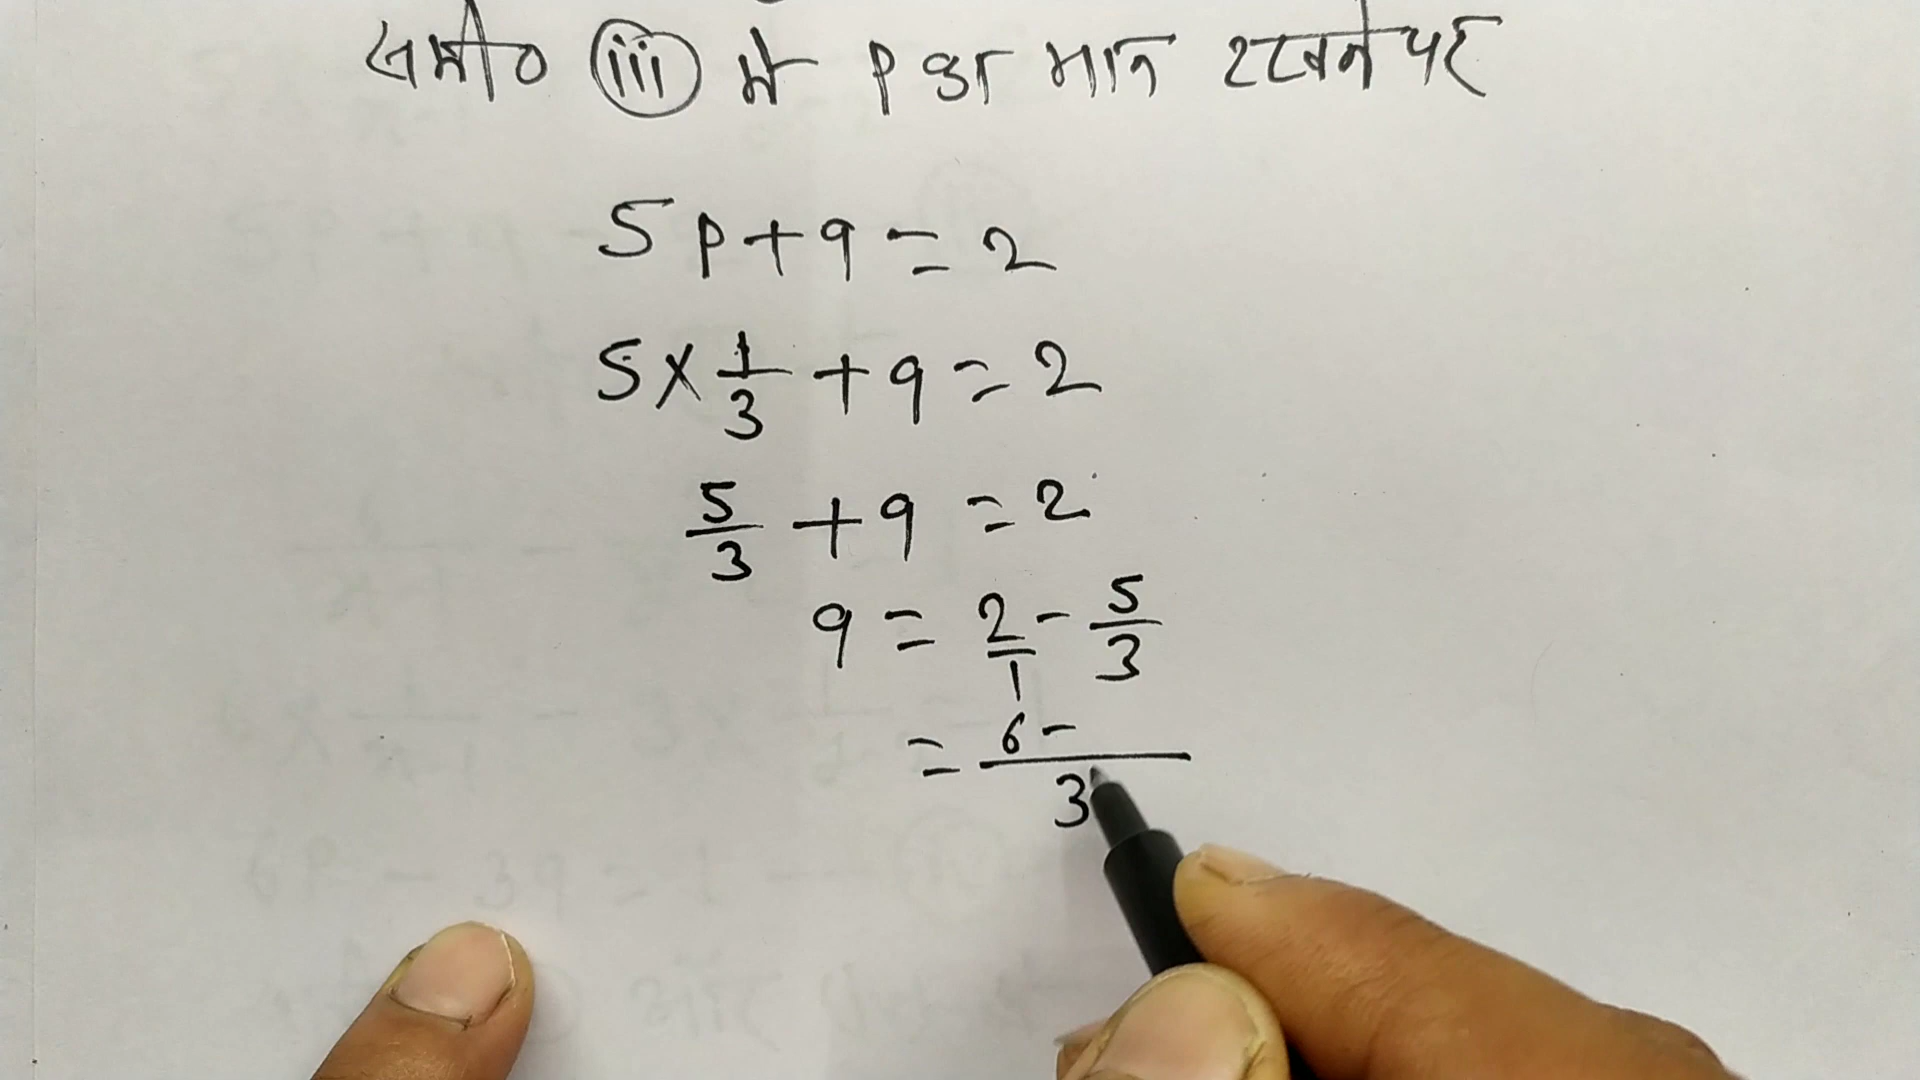 समी० (iii) में P का मान रखने पर
5p+q=2
5×1/3+q=2
5/3+q=2
q=2/1-5/3
=6-/3